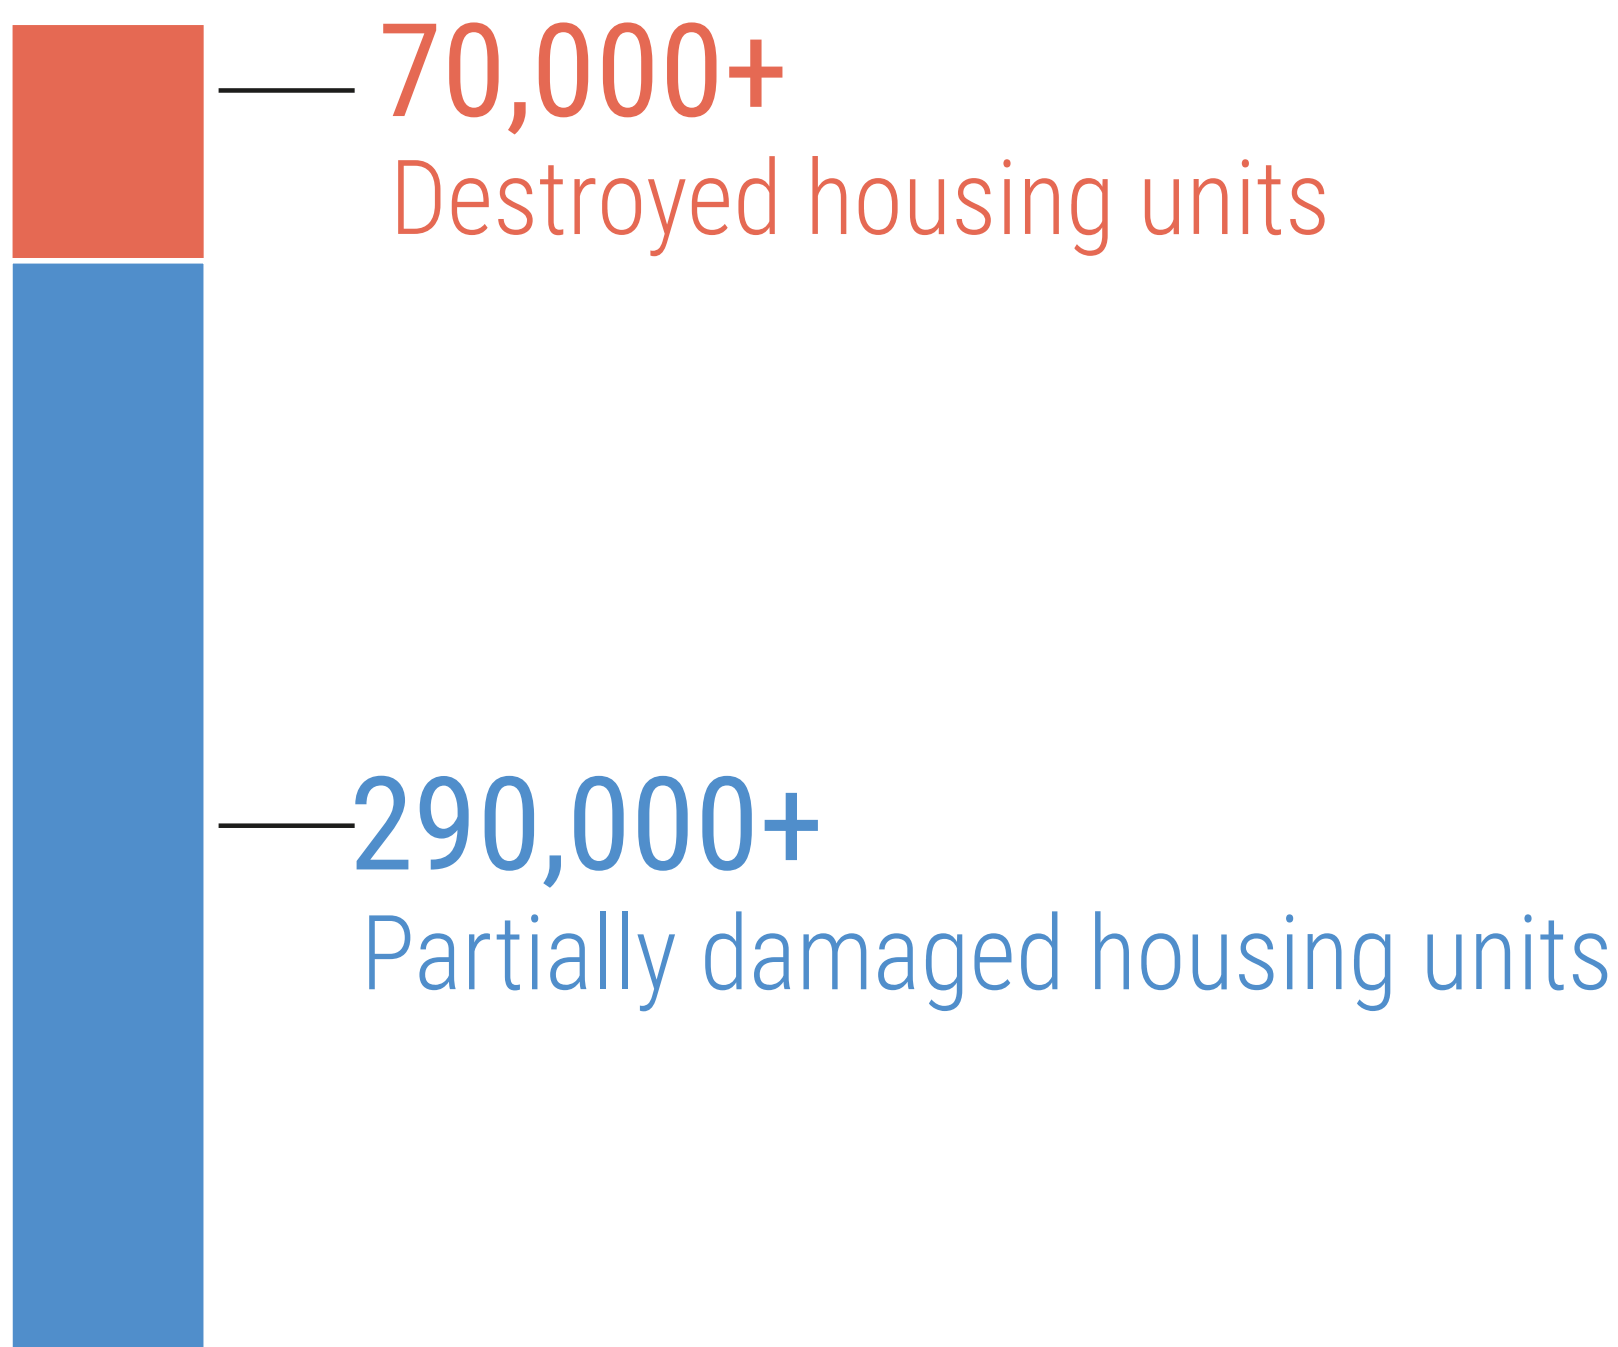 70,000+
Destroyed housing units
290,000+
Partially damaged housing units